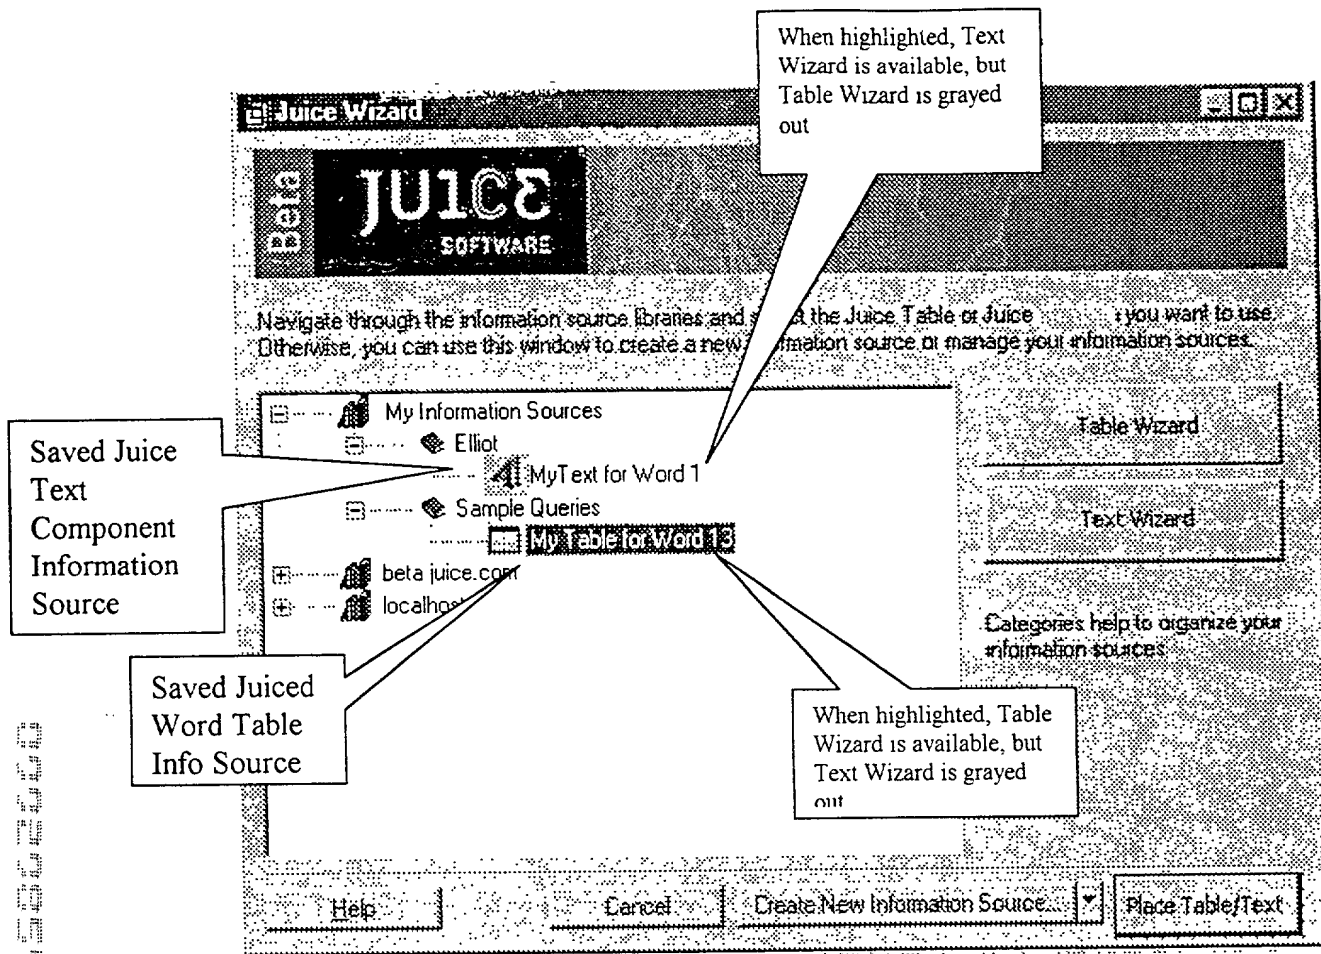 When highlighted, Text
Wizard is available, but
Table Wizard is grayed
out
Juice Wizard
Beta
JU1CE
SOFTWARE
Navigate through the information source libraries and s t the Juice Table or Juice you want to use.
Otherwise, you can use this window to create a new mation source or manage your information sources.
My Information Sources
Elliot
MyText for Word 1
Sample Queries
My Table for Word 13
beta juice.com
localhost
Table Wizard
Text Wizard
Categories help to organize your
information sources
Saved Juice
Text
Component
Information
Source
Saved Juiced
Word Table
Info Source
When highlighted, Table
Wizard is available, but
Text Wizard is grayed
out
Help
Cancel
Create New Information Source...
Place Table/Text